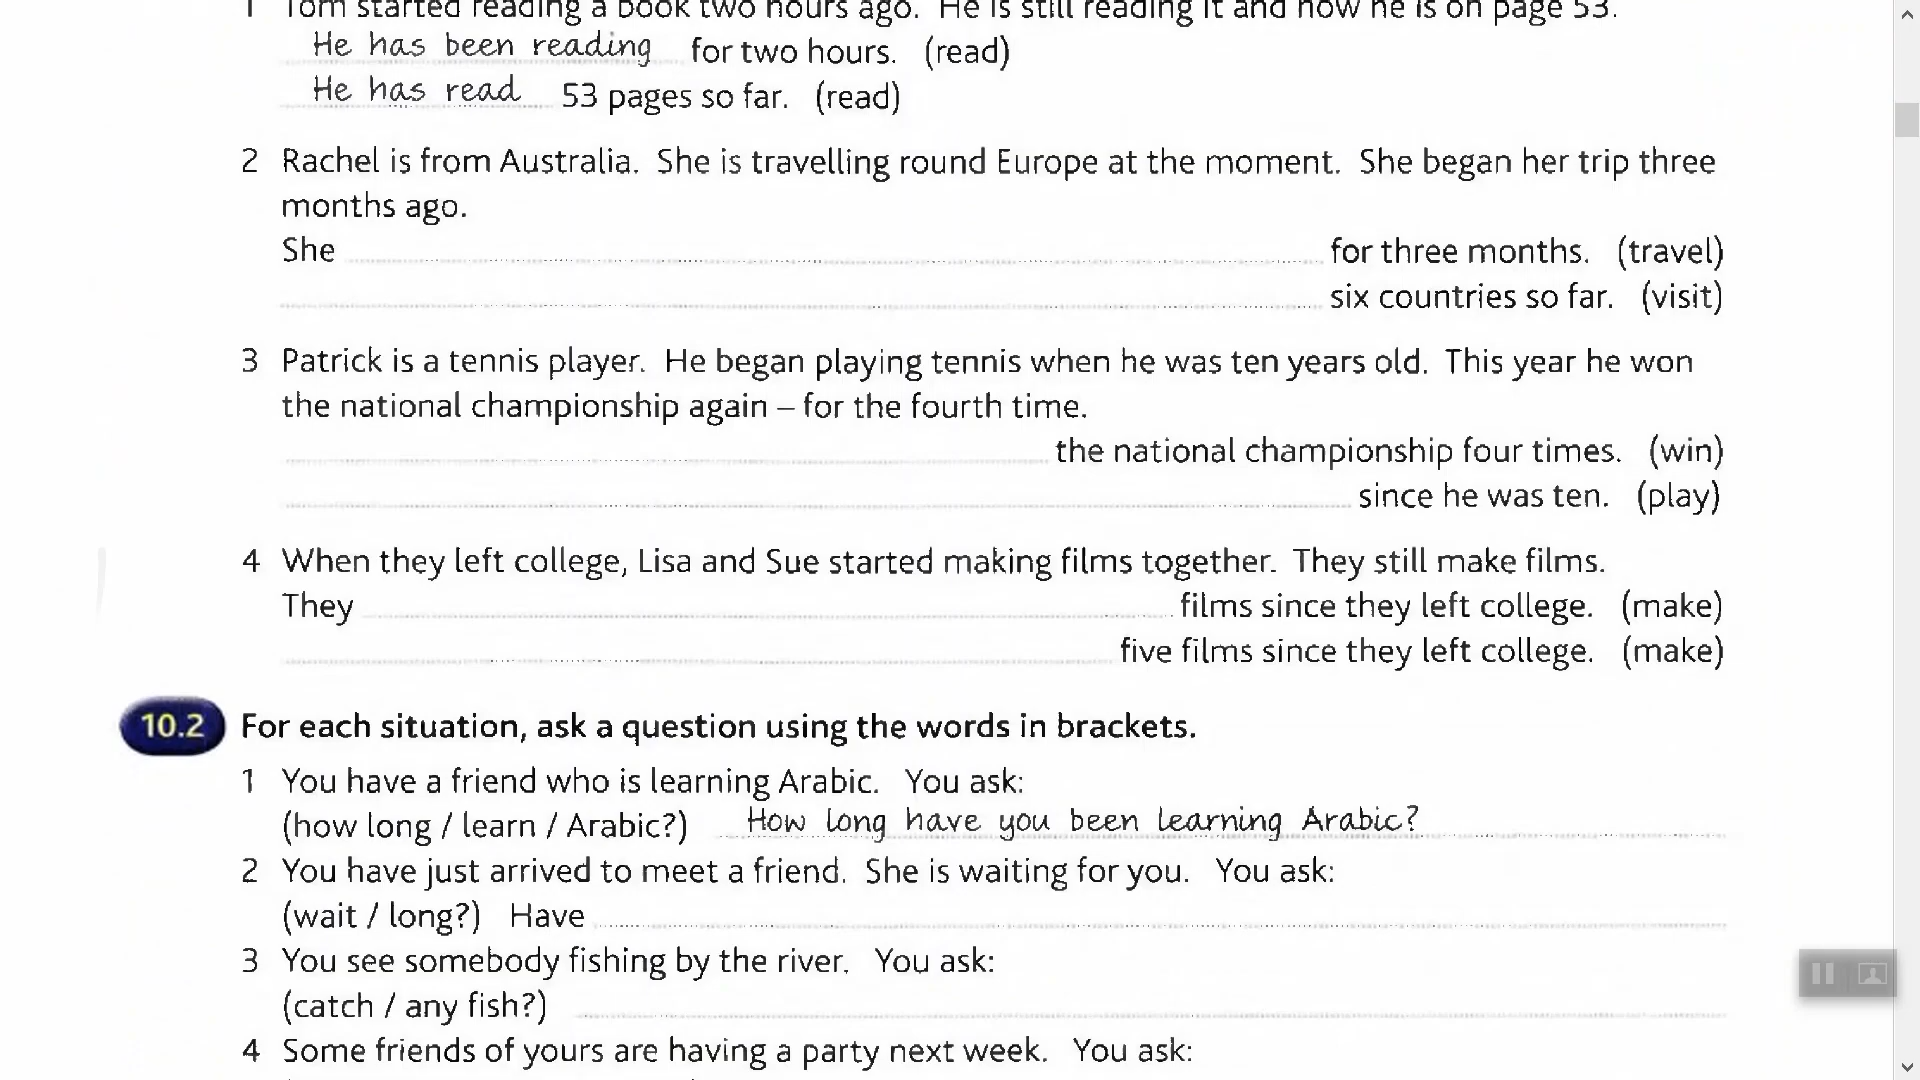 1 Tom started reading a book two hours ago. He is still reading it and now he is on page 53.
He has been reading for two hours. (read)
He has read 53 pages so far. (read)
2 Rachel is from Australia. She is travelling round Europe at the moment. She began her trip three
months ago.
She for three months. (travel)
six countries so far. (visit)
3 Patrick is a tennis player. He began playing tennis when he was ten years old. This year he won
the national championship again – for the fourth time.
the national championship four times. (win)
since he was ten. (play)
4 When they left college, Lisa and Sue started making films together. They still make films.
They films since they left college. (make)
five films since they left college. (make)
10.2 For each situation, ask a question using the words in brackets.
1 You have a friend who is learning Arabic. You ask:
(how long / learn / Arabic?) How long have you been learning Arabic?
2 You have just arrived to meet a friend. She is waiting for you. You ask:
(wait / long?) Have
3 You see somebody fishing by the river. You ask:
(catch / any fish?)
4 Some friends of yours are having a party next week. You ask: